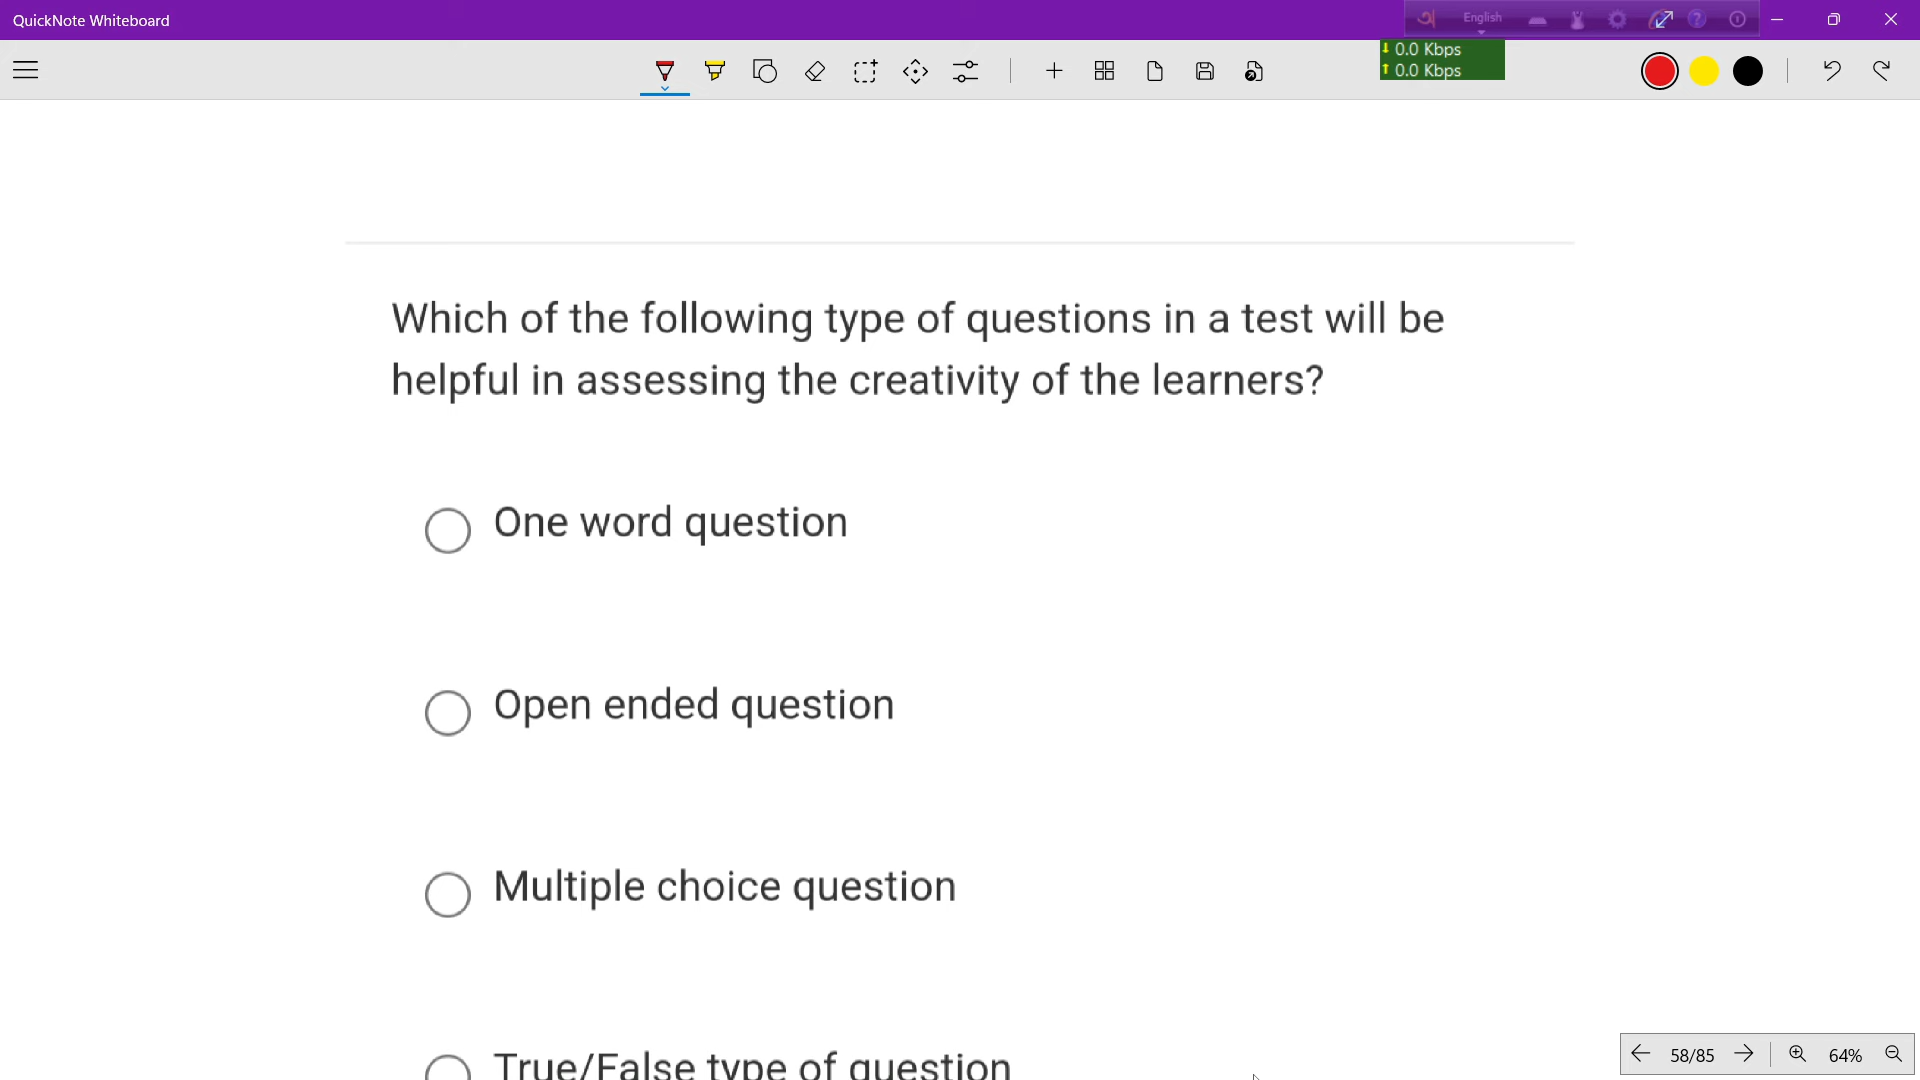 QuickNote Whiteboard
English
0.0 Kbps
0.0 Kbps
Which of the following type of questions in a test will be
helpful in assessing the creativity of the learners?
One word question
Open ended question
Multiple choice question
True/False type of question
58/85
64%